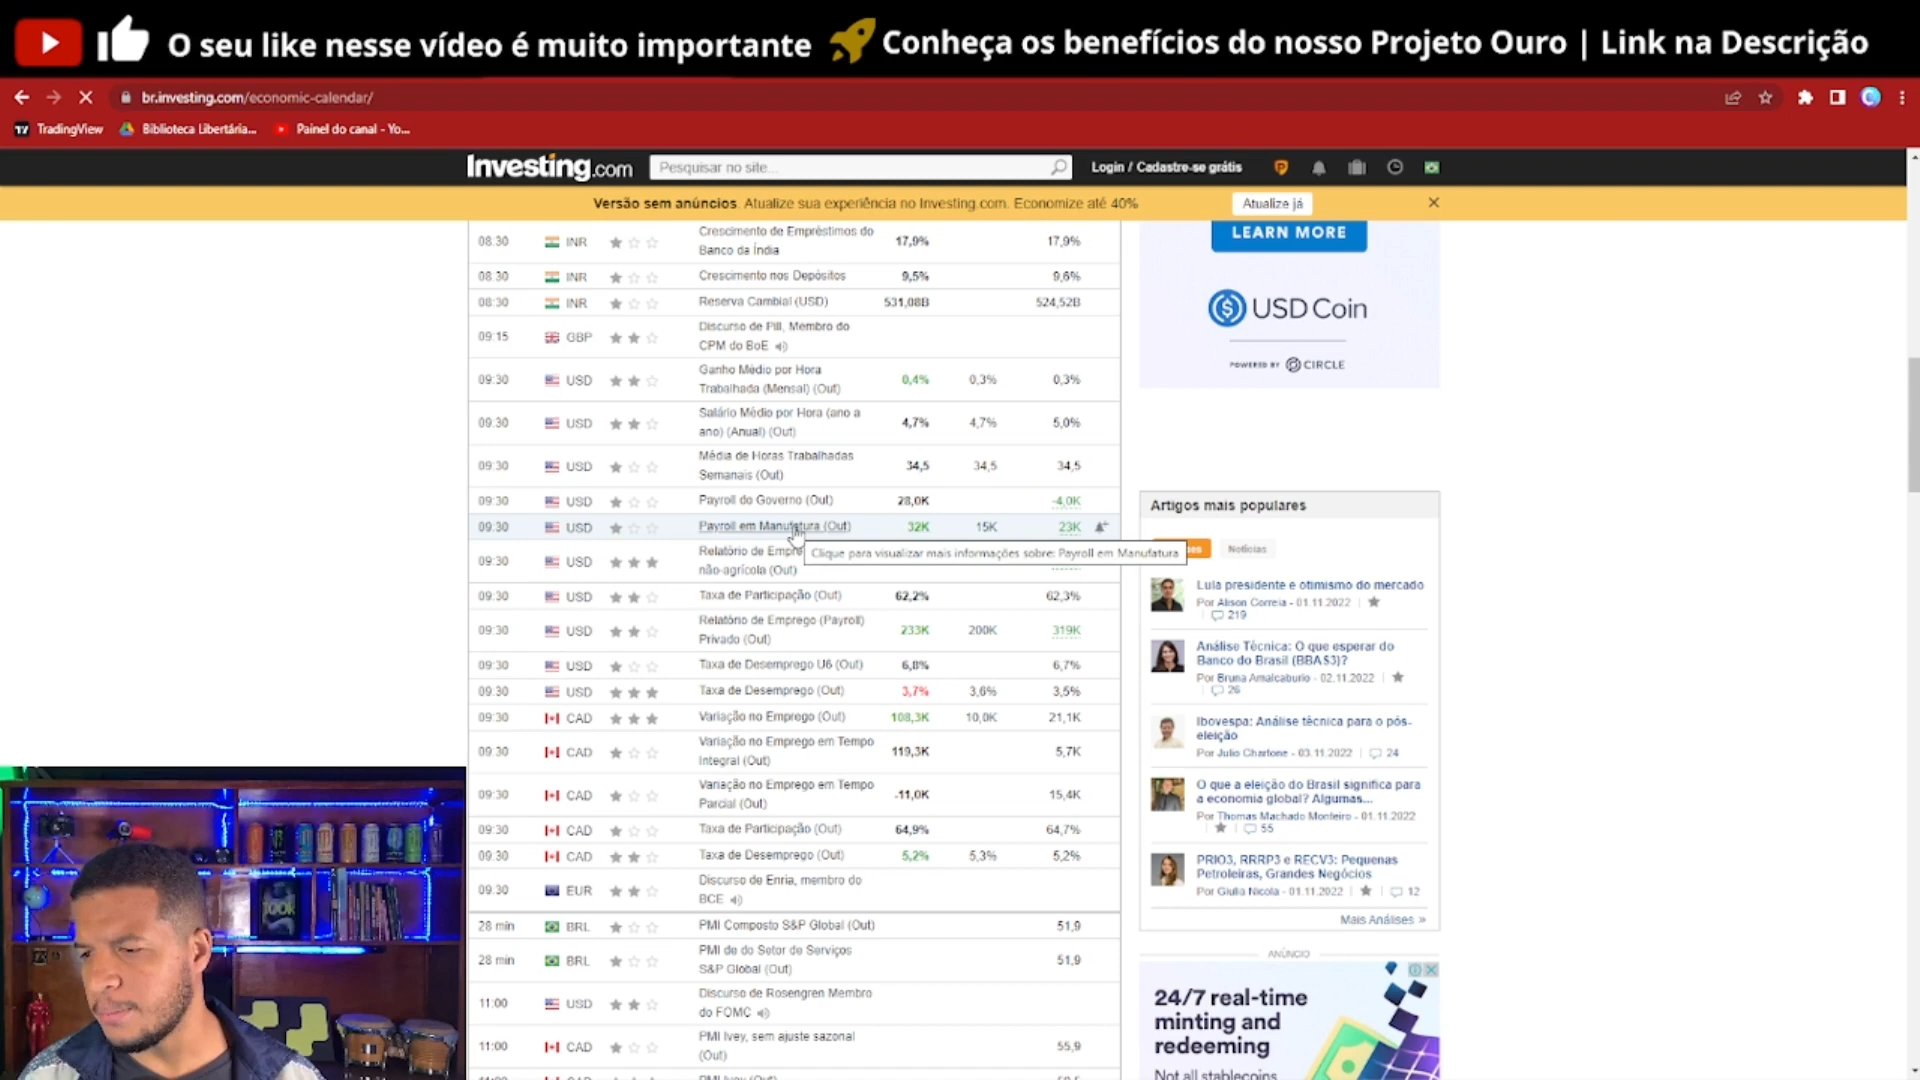 O seu like nesse vídeo é muito importante
Conheça os benefícios do nosso Projeto Ouro | Link na Descrição
br.investing.com/economic-calendar/
TradingView
Biblioteca Libertária...
Painel do canal - Yo...
Investing.com
Pesquisar no site...
Login / Cadastre-se grátis
Versão sem anúncios. Atualize sua experiência no Investing.com. Economize até 40%
Atualize já
08:30 INR Crescimento de Empréstimos do
Banco da Índia 17,9% 17,9%
08:30 INR Crescimento nos Depósitos 9,5% 9,6%
08:30 INR Reserva Cambial (USD) 531,08B 524,52B
09:15 GBP Discurso de Pill, Membro do
CPM do BoE
09:30 USD Ganho Médio por Hora
Trabalhada (Mensal) (Out) 0,4% 0,3% 0,3%
09:30 USD Salário Médio por Hora (ano a
ano) (Anual) (Out) 4,7% 4,7% 5,0%
09:30 USD Média de Horas Trabalhadas
Semanais (Out) 34,5 34,5 34,5
09:30 USD Payroll do Governo (Out) 28,0K -4,0K
09:30 USD Payroll em Manufatura (Out) 32K 15K 23K
Clique para visualizar mais informações sobre: Payroll em Manufatura
09:30 USD Relatório de Empre
não-agrícola (Out)
09:30 USD Taxa de Participação (Out) 62,2% 62,3%
09:30 USD Relatório de Emprego (Payroll)
Privado (Out) 233K 200K 319K
09:30 USD Taxa de Desemprego U6 (Out) 6,8% 6,7%
09:30 USD Taxa de Desemprego (Out) 3,7% 3,6% 3,5%
09:30 CAD Variação no Emprego (Out) 108,3K 10,0K 21,1K
09:30 CAD Variação no Emprego em Tempo
Integral (Out) 119,3K 5,7K
09:30 CAD Variação no Emprego em Tempo
Parcial (Out) -11,0K 15,4K
09:30 CAD Taxa de Participação (Out) 64,9% 64,7%
09:30 CAD Taxa de Desemprego (Out) 5,2% 5,3% 5,2%
09:30 EUR Discurso de Enria, membro do
BCE
28 min BRL PMI Composto S&P Global (Out) 51,9
28 min BRL PMI de do Setor de Serviços
S&P Global (Out) 51,9
11:00 USD Discurso de Rosengren Membro
do FOMC
11:00 CAD PMI Ivey, sem ajuste sazonal
(Out) 55,9
LEARN MORE
USD Coin
POWERED BY CIRCLE
Artigos mais populares
Notícias
Lula presidente e otimismo do mercado
Por Alison Correia - 01.11.2022
219
Análise Técnica: O que esperar do
Banco do Brasil (BBAS3)?
Por Bruna Amalcaburio - 02.11.2022
26
Ibovespa: Análise técnica para o pós-
eleição
Por Julio Charlone - 03.11.2022 24
O que a eleição do Brasil significa para
a economia global? Algumas...
Por Thomas Machado Monteiro - 01.11.2022
55
PRIO3, RRRP3 e RECV3: Pequenas
Petroleiras, Grandes Negócios
Por Giulia Nicola - 01.11.2022 12
Mais Análises »
ANÚNCIO
24/7 real-time
minting and
redeeming
Not all stablecoins